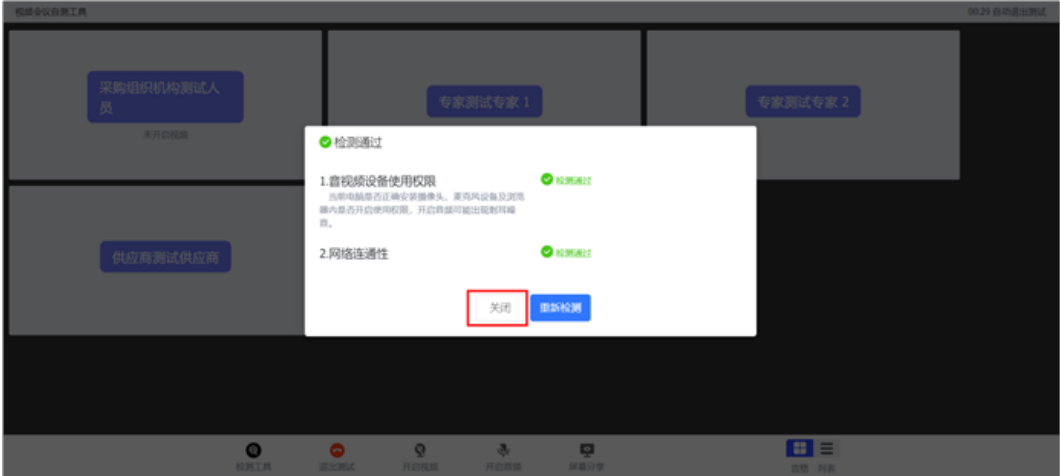 视频会议自测工具
00:29 自动退出测试
采购组织机构测试人
员
未开启视频
专家测试专家 1
专家测试专家 2
供应商测试供应商
检测通过
1.音视频设备使用权限
检测通过
当前电脑是否正确安装摄像头、麦克风设备及浏览
器内是否开启使用权限，开启音频可能出现刺耳噪
音。
2.网络连通性
检测通过
关闭
重新检测
检测工具
退出测试
开启视频
开启音频
屏幕分享
宫格
列表